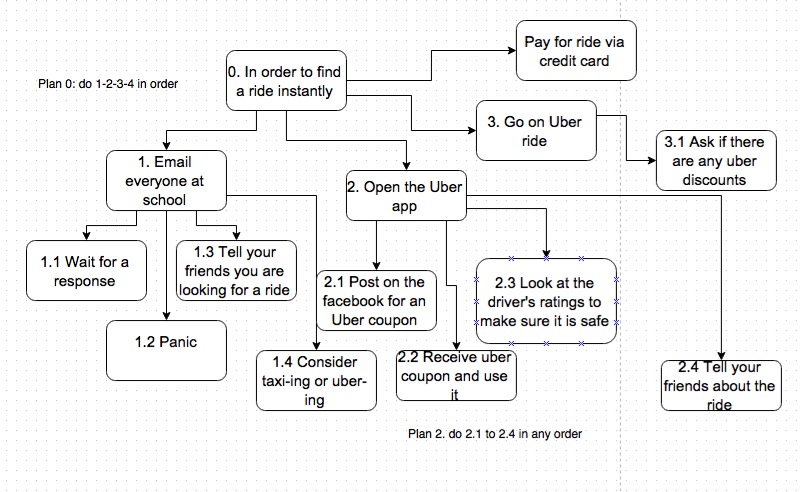 Pay for ride via
credit card
Plan 0: do 1-2-3-4 in order
0. In order to find
a ride instantly
3. Go on Uber
ride
3.1 Ask if there
are any uber
discounts
1. Email
everyone at
school
2. Open the Uber
app
1.1 Wait for a
response
1.3 Tell your
friends you are
looking for a ride
2.1 Post on the
facebook for an
Uber coupon
2.3 Look at the
driver's ratings to
make sure it is safe
1.2 Panic
1.4 Consider
taxi-ing or uber-
ing
2.2 Receive uber
coupon and use
it
2.4 Tell your
friends about the
ride
Plan 2. do 2.1 to 2.4 in any order